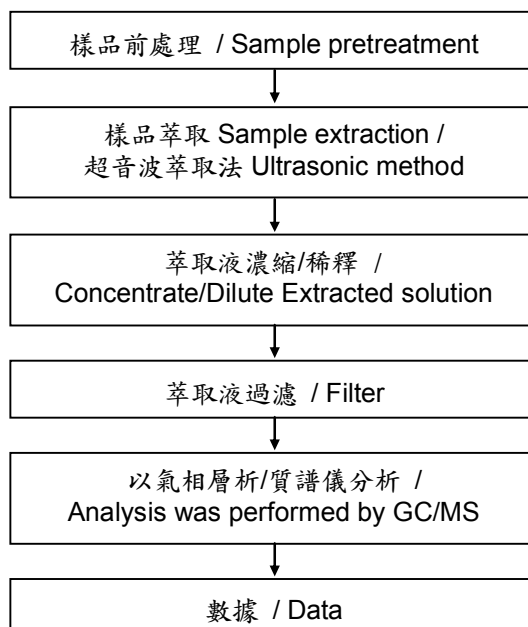 樣品前處理 / Sample pretreatment
樣品萃取 Sample extraction /
超音波萃取法 Ultrasonic method
萃取液濃縮/稀釋 /
Concentrate/Dilute Extracted solution
萃取液過濾 / Filter
以氣相層析/質譜儀分析 /
Analysis was performed by GC/MS
數據 / Data